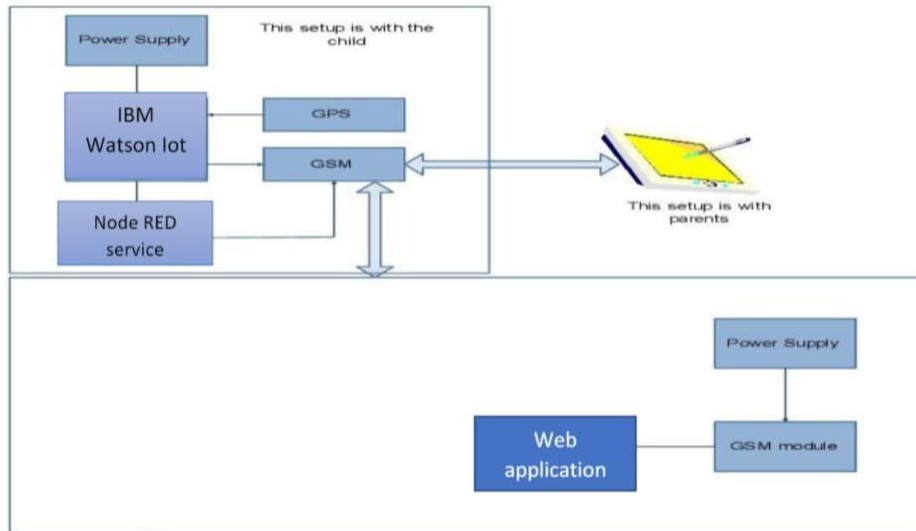 Power Supply
This setup is with the
child
IBM
Watson lot
GPS
GSM
Node RED
service
This setup is with
parents
Power Supply
GSM module
Web
application